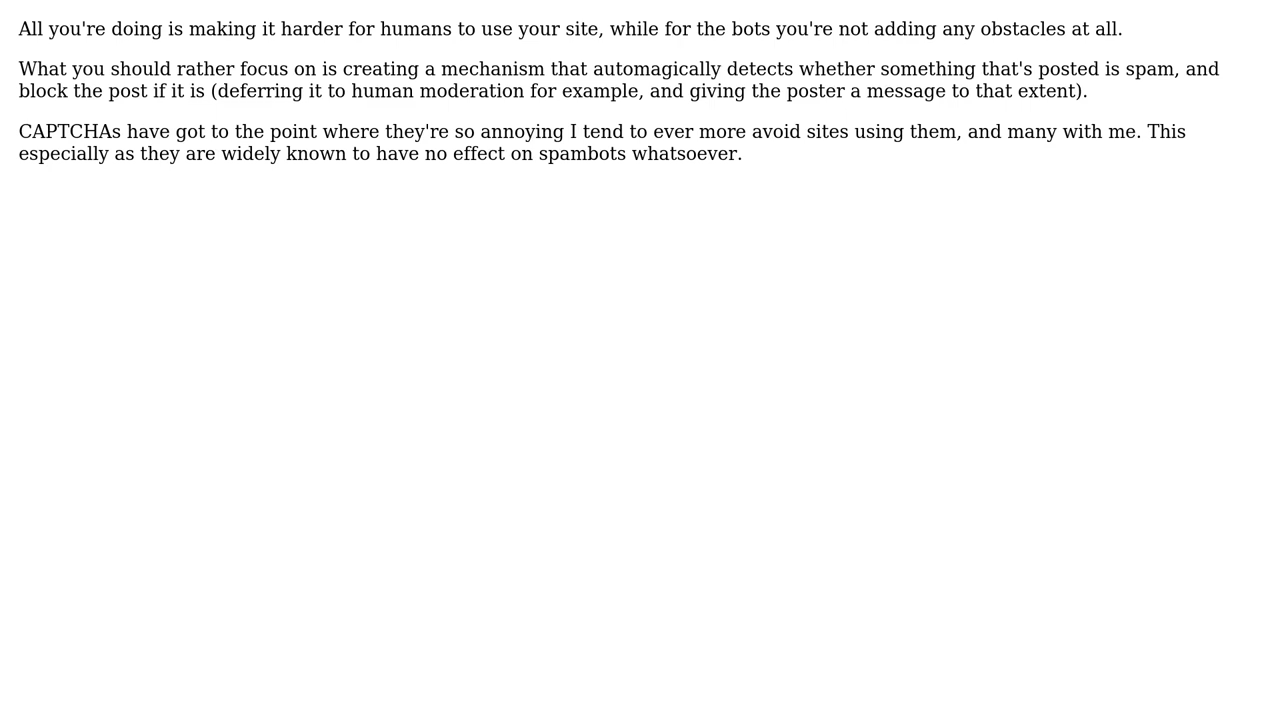 All you're doing is making it harder for humans to use your site, while for the bots you're not adding any obstacles at all.
What you should rather focus on is creating a mechanism that automagically detects whether something that's posted is spam, and
block the post if it is (deferring it to human moderation for example, and giving the poster a message to that extent).
CAPTCHAs have got to the point where they're so annoying I tend to ever more avoid sites using them, and many with me. This
especially as they are widely known to have no effect on spambots whatsoever.